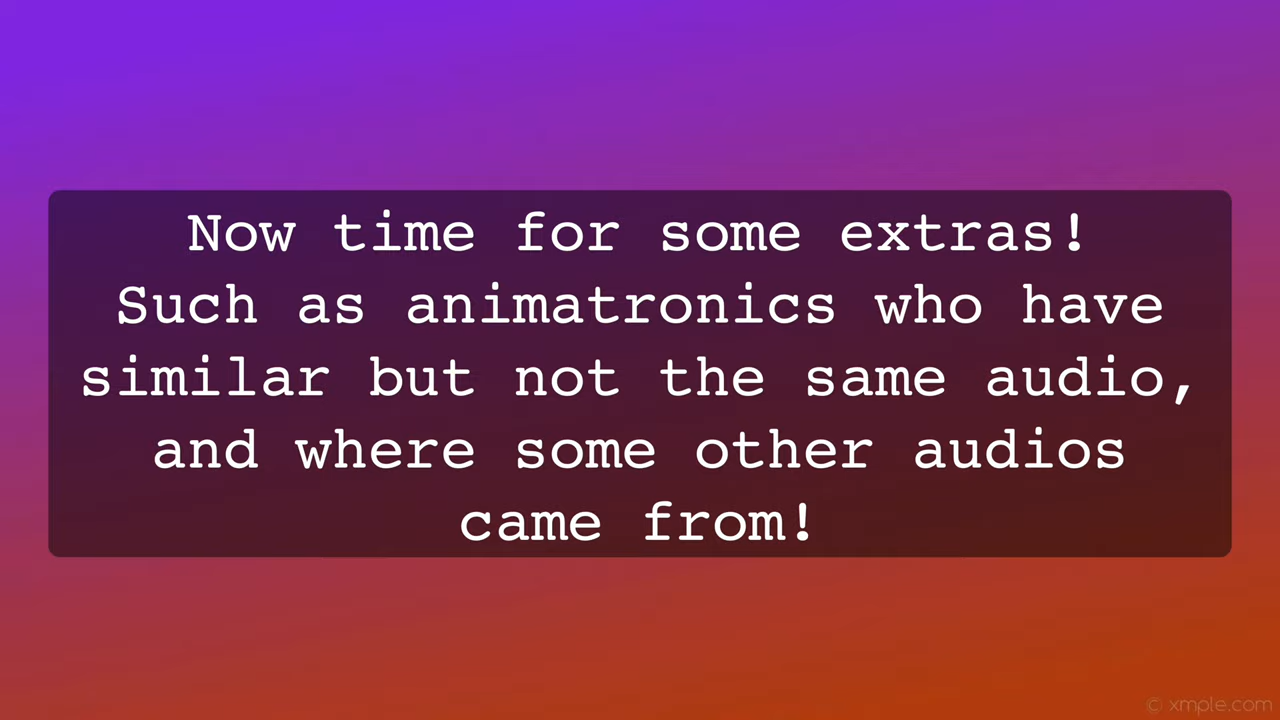 Now time for some extras!
Such as animatronics who have
similar but not the same audio,
and where some other audios
came from!
© xmple.com